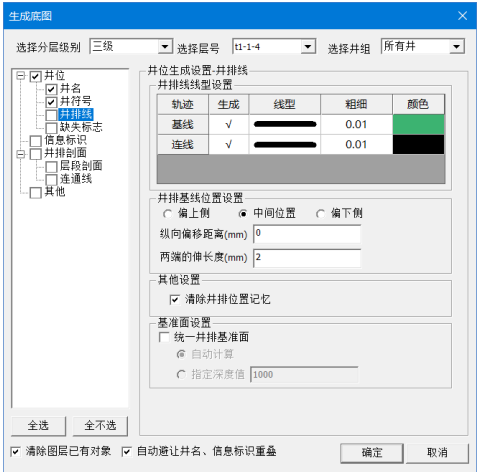 生成底图
选择分层级别 三级 选择层号 t1-1-4 选择井组 所有井
井位
井名
井符号
井排线
缺失标志
信息标识
井排剖面
层段剖面
连通线
其他
井位生成设置-井排线
井排线线型设置
轨迹 生成 线型 粗细 颜色
基线 √ 0.01
连线 √ 0.01
井排基线位置设置
偏上侧 中间位置 偏下侧
纵向偏移距离(mm) 0
两端的伸长度(mm) 2
其他设置
清除井排位置记忆
基准面设置
统一井排基准面
自动计算
指定深度值 1000
全选 全不选
清除图层已有对象 自动避让井名、信息标识重叠 确定 取消